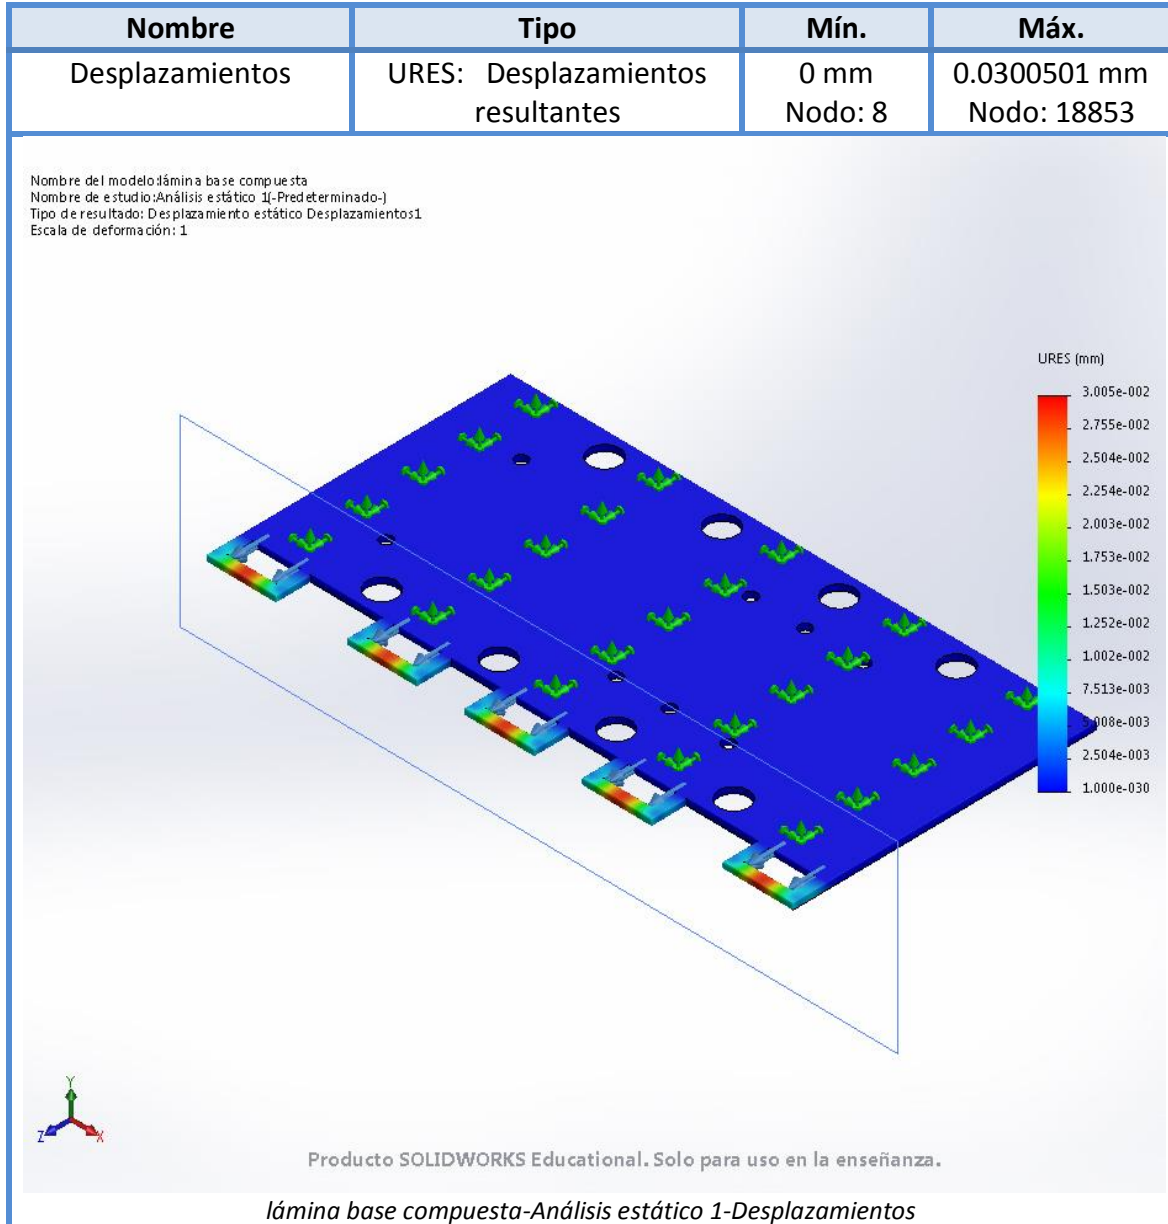 Nombre Tipo Mín. Máx.
Desplazamientos URES: Desplazamientos 0 mm 0.0300501 mm
resultantes Nodo: 8 Nodo: 18853
Nombre del modelo:lámina base compuesta
Nombre de estudio:Análisis estático 1(-Predeterminado-)
Tipo de resultado: Desplazamiento estático Desplazamientos1
Escala de deformación: 1
URES (mm)
3.005e-002
2.755e-002
2.504e-002
2.254e-002
2.003e-002
1.753e-002
1.503e-002
1.252e-002
1.002e-002
7.513e-003
5.008e-003
2.504e-003
1.000e-030
Y
Z X
Producto SOLIDWORKS Educational. Solo para uso en la enseñanza.
lámina base compuesta-Análisis estático 1-Desplazamientos